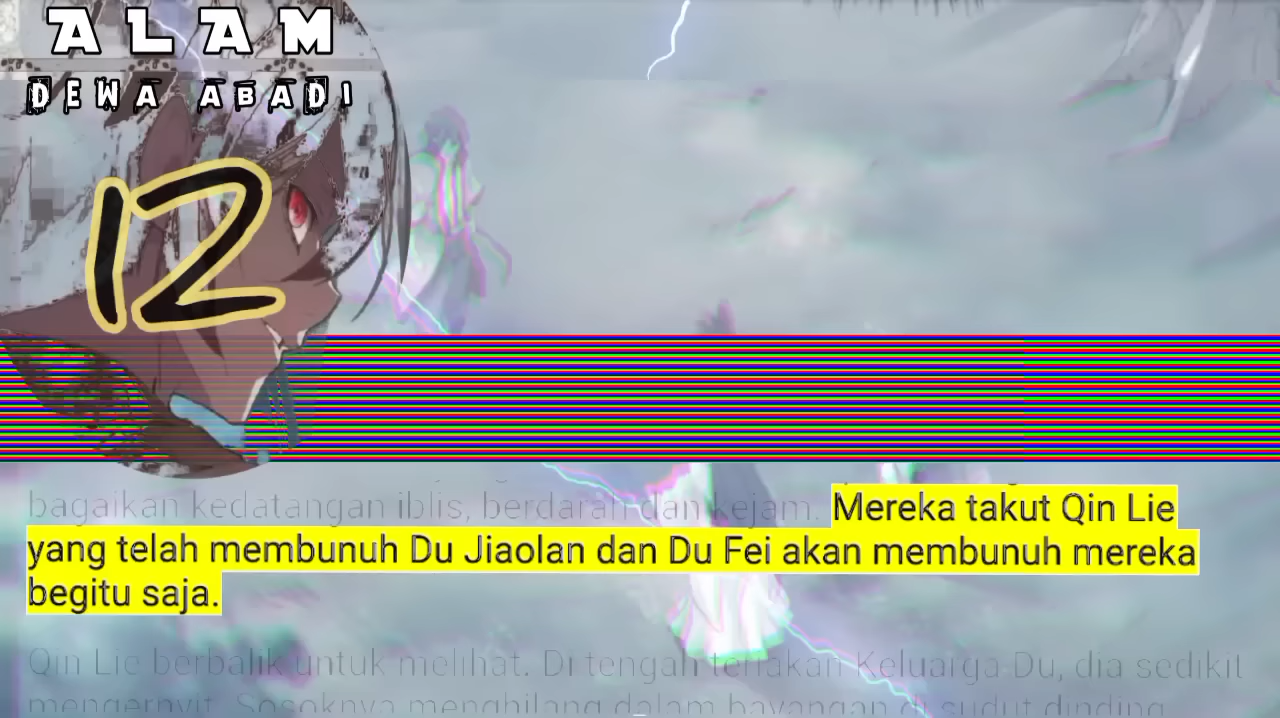 ALAM
DEWA ABADI
12
bagaikan kedatangan iblis, berdarah dan kejam. Mereka takut Qin Lie
yang telah membunuh Du Jiaolan dan Du Fei akan membunuh mereka
begitu saja.
Qin Lie berbalik untuk melihat. Di tengah teriakan Keluarga Du, dia sedikit
mengernyit. Sosoknya menghilang dalam bayangan di sudut dinding